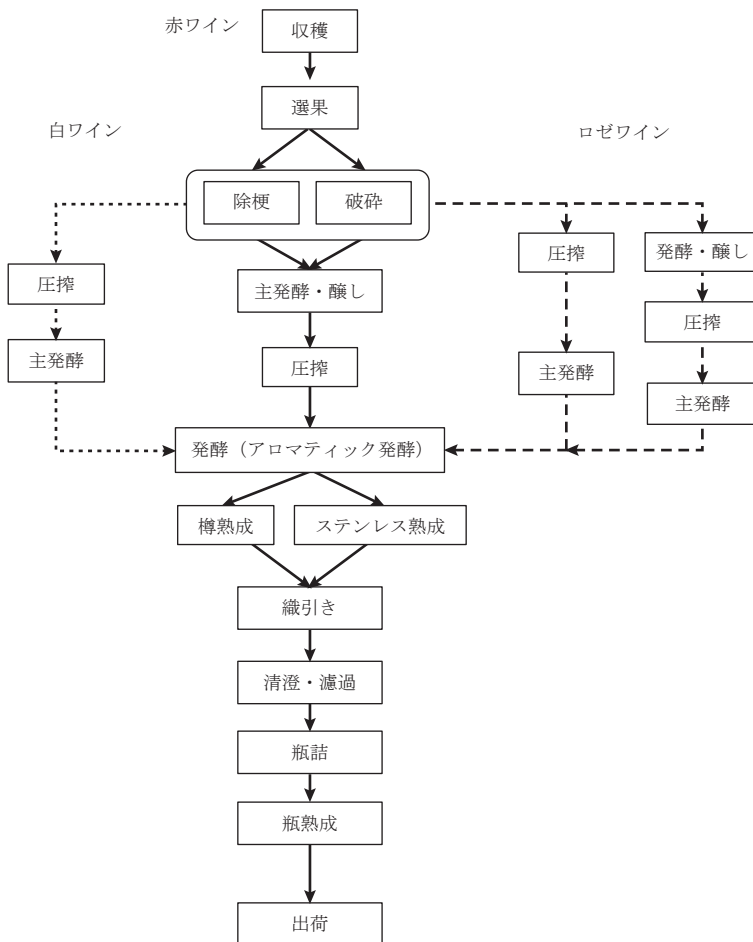 赤ワイン
収穫
選果
白ワイン
ロゼワイン
除梗
破砕
圧搾
主発酵
主発酵・醸し
圧搾
圧搾
主発酵
発酵・醸し
圧搾
主発酵
発酵（アロマティック発酵）
樽熟成
ステンレス熟成
織引き
清澄・濾過
瓶詰
瓶熟成
出荷